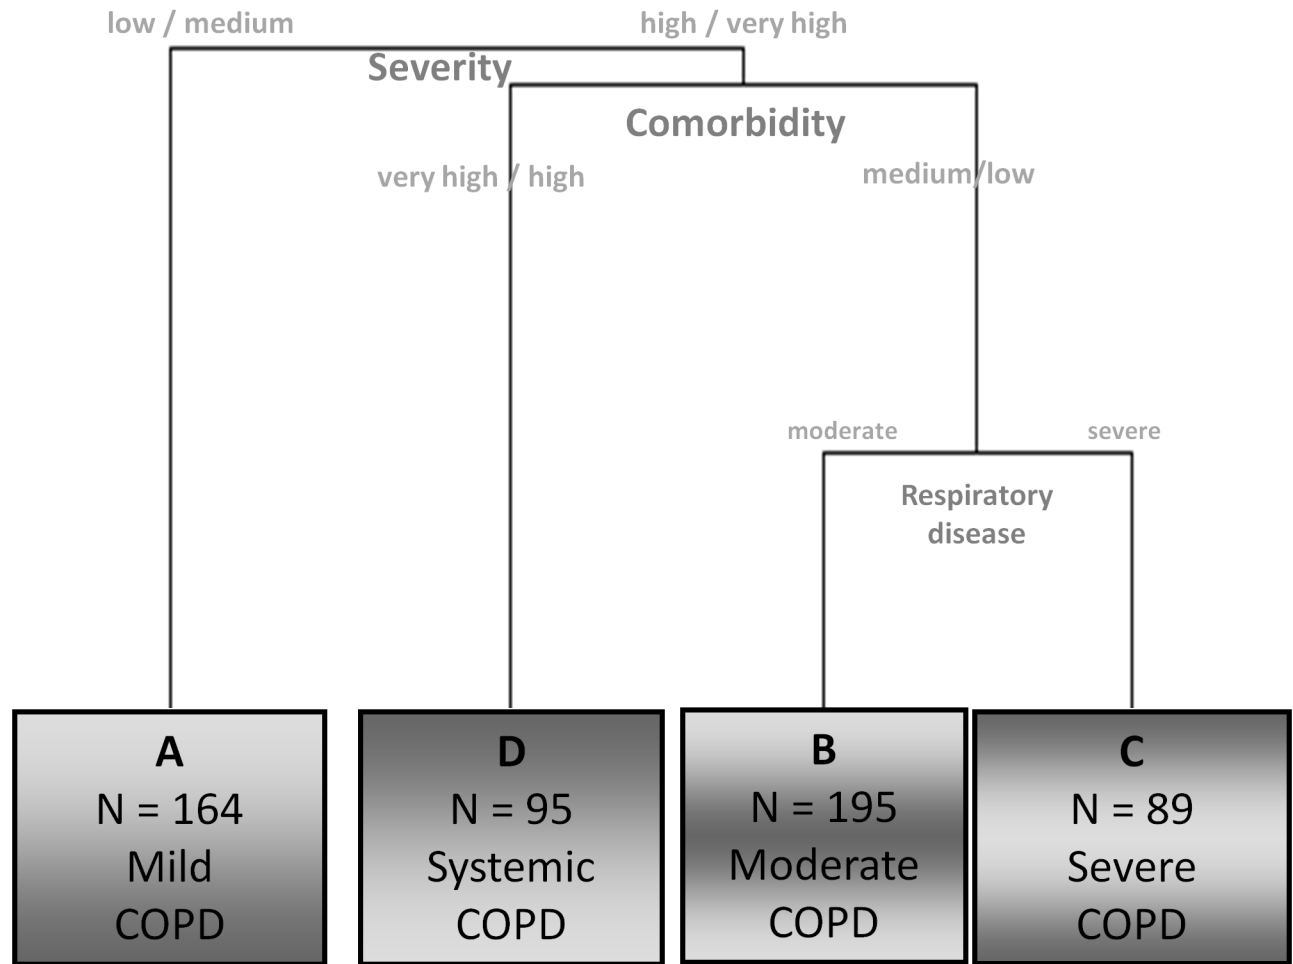 low / medium
high / very high
Severity
Comorbidity
very high / high
medium/low
moderate
severe
Respiratory
disease
A
N = 164
Mild
COPD
D
N = 95
Systemic
COPD
B
N = 195
Moderate
COPD
C
N = 89
Severe
COPD